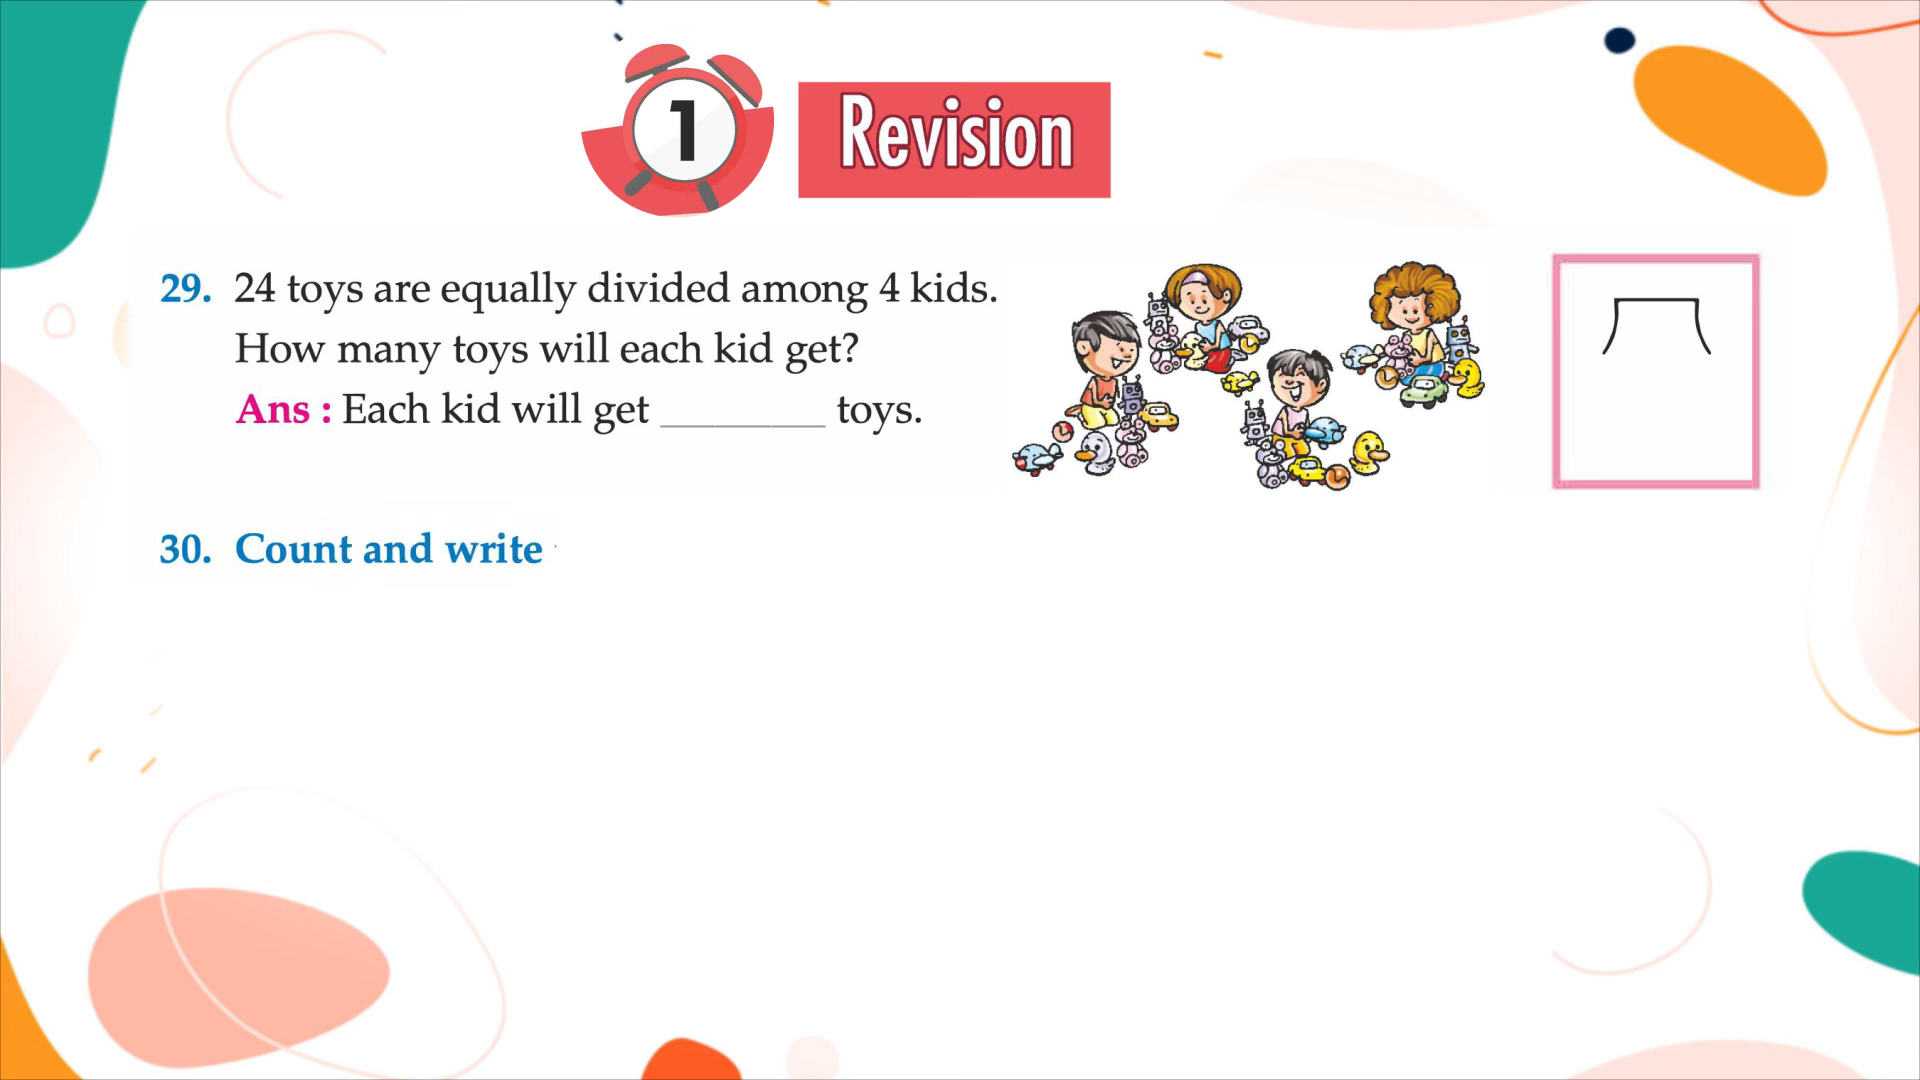 1
Revision
29. 24 toys are equally divided among 4 kids.
How many toys will each kid get?
Ans : Each kid will get ________ toys.
30. Count and write